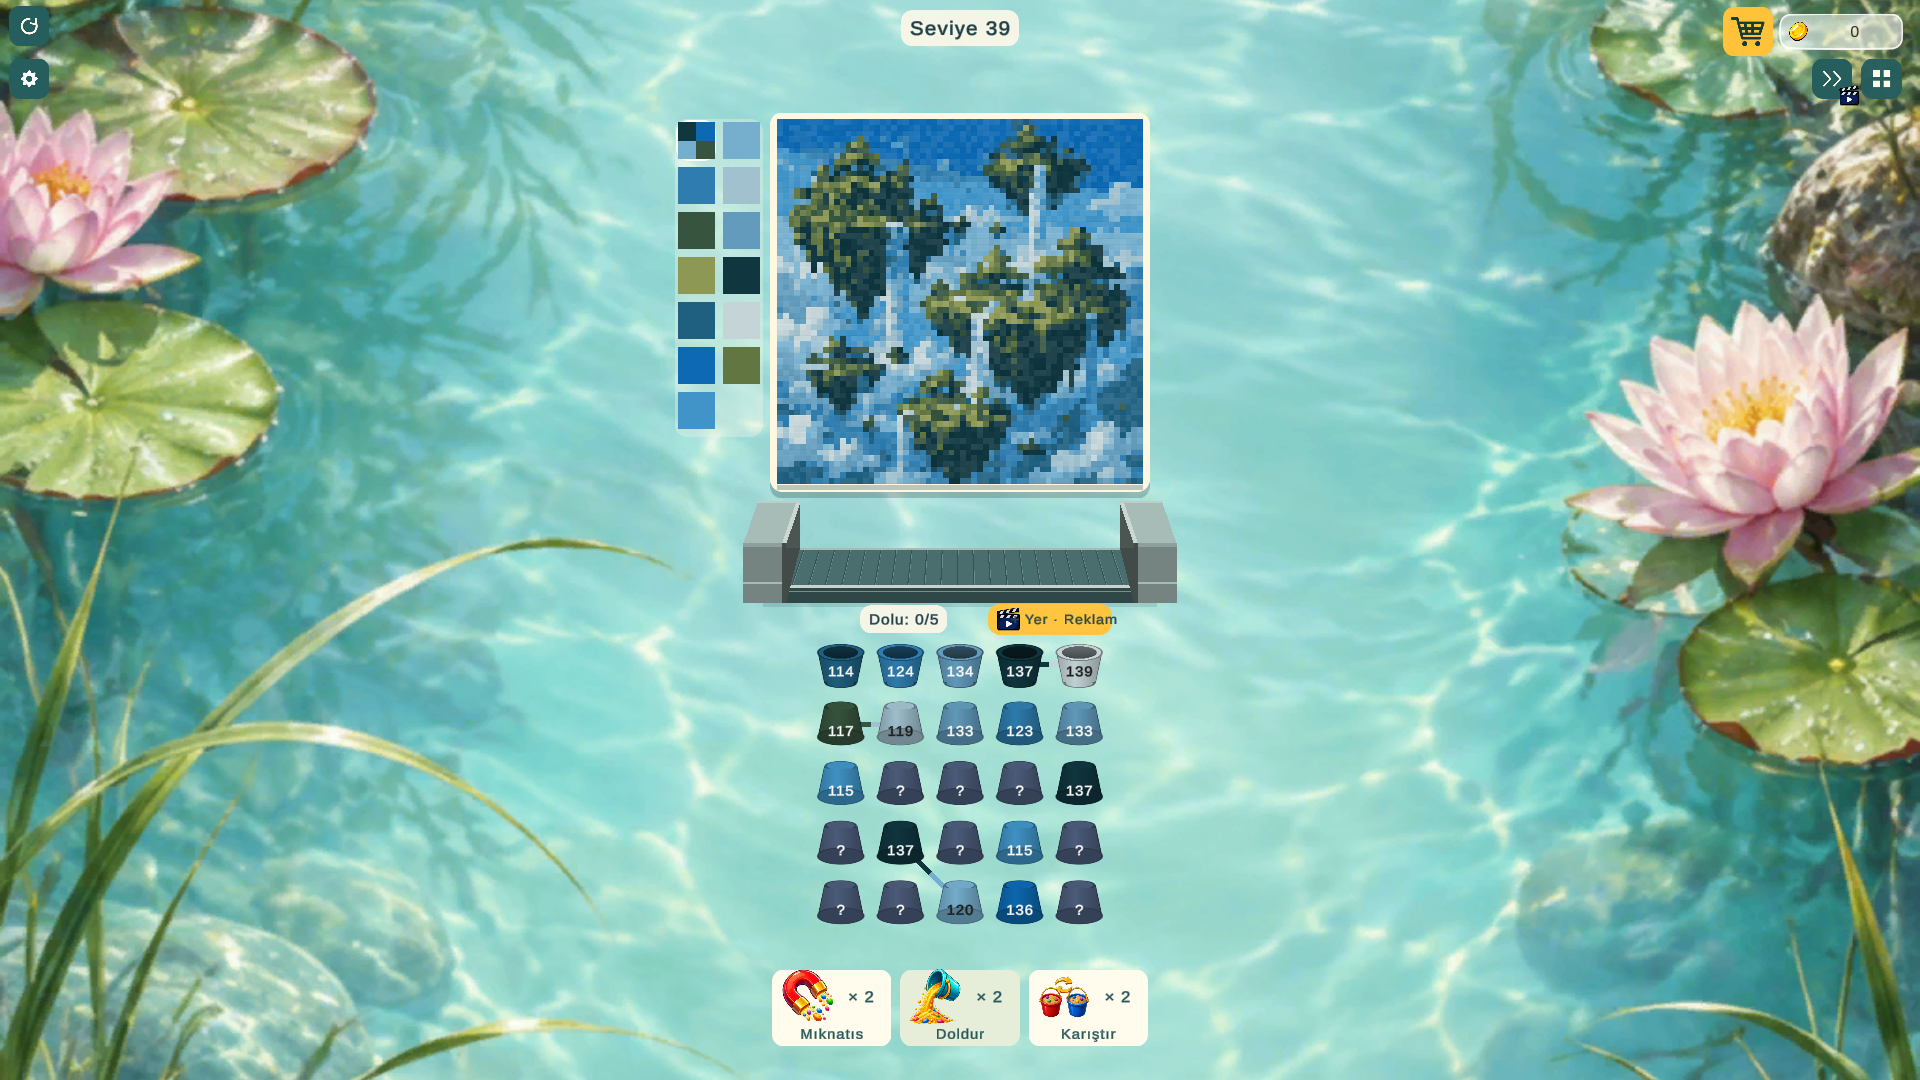 Seviye 39
0
Dolu: 0/5
Yer · Reklam
114 124 134 137 139
117 119 133 123 133
115 ? ? ? 137
? 137 ? 115 ?
? ? 120 136 ?
× 2
Mıknatıs
× 2
Doldur
× 2
Karıştır